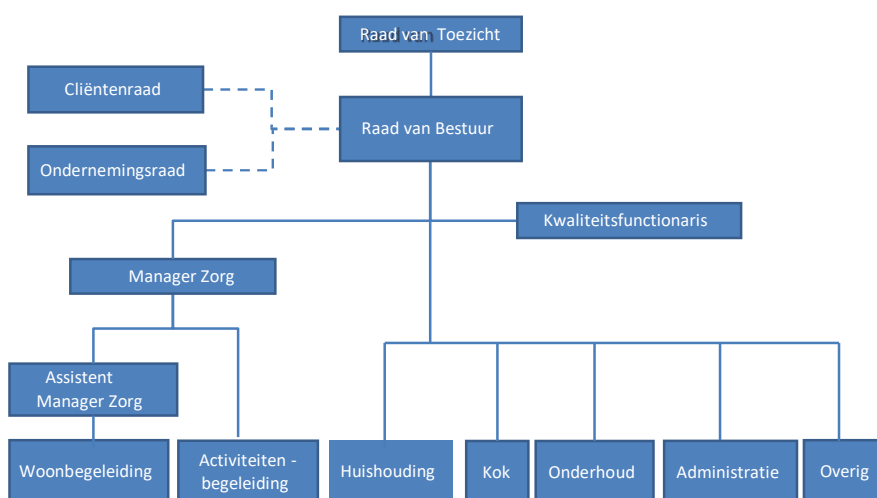 Raad van Toezicht
Cliëntenraad
Raad van Bestuur
Ondernemingsraad
Kwaliteitsfunctionaris
Manager Zorg
Assistent
Manager Zorg
Woonbegeleiding
Activiteiten -
begeleiding
Huishouding
Kok
Onderhoud
Administratie
Overig